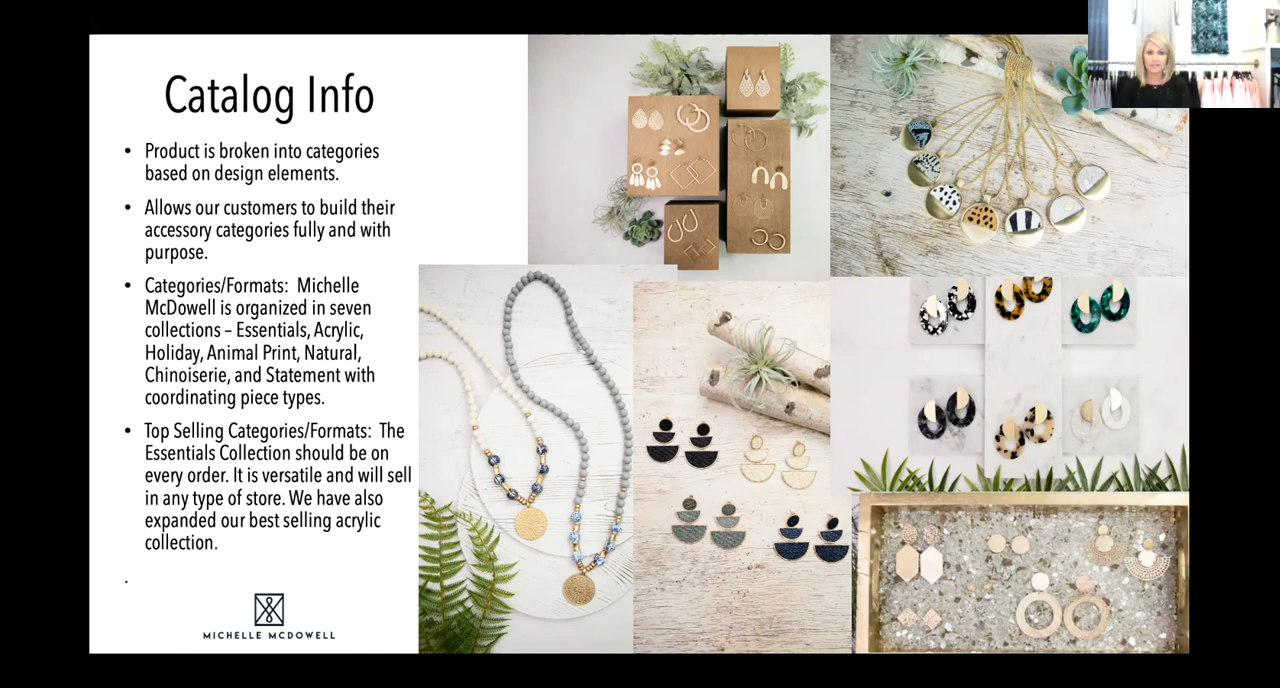 Catalog Info
• Product is broken into categories
based on design elements.
• Allows our customers to build their
accessory categories fully and with
purpose.
• Categories/Formats: Michelle
McDowell is organized in seven
collections – Essentials, Acrylic,
Holiday, Animal Print, Natural,
Chinoiserie, and Statement with
coordinating piece types.
• Top Selling Categories/Formats: The
Essentials Collection should be on
every order. It is versatile and will sell
in any type of store. We have also
expanded our best selling acrylic
collection.
.
MICHELLE MCDOWELL